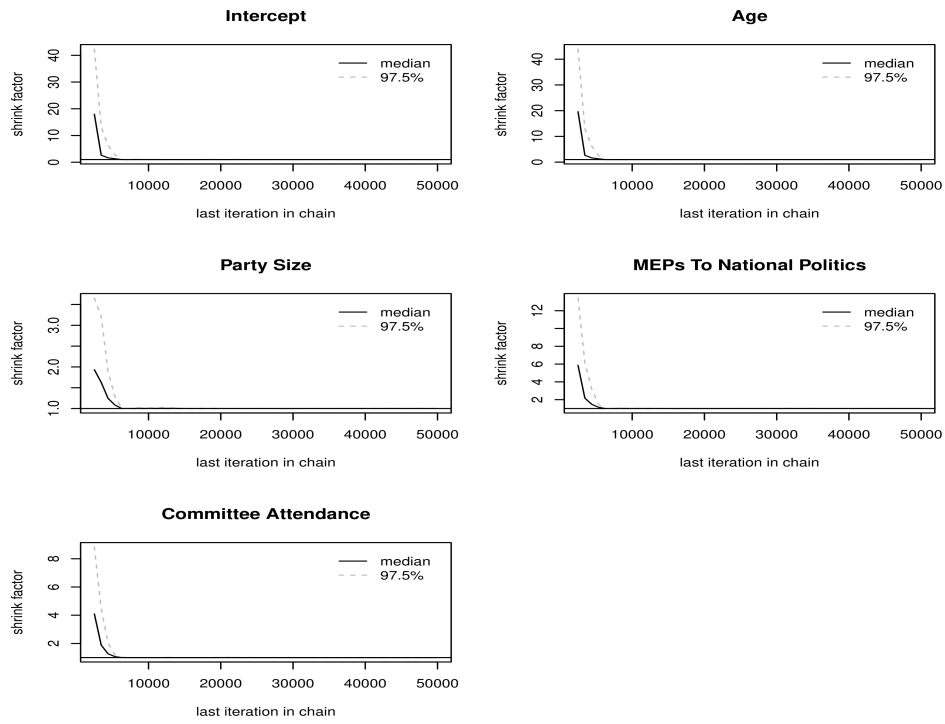 Intercept
shrink factor
0 10 20 30 40
median
97.5%
10000 20000 30000 40000 50000
last iteration in chain
Age
shrink factor
0 10 20 30 40
median
97.5%
10000 20000 30000 40000 50000
last iteration in chain
Party Size
shrink factor
1.0 2.0 3.0
median
97.5%
10000 20000 30000 40000 50000
last iteration in chain
MEPs To National Politics
shrink factor
2 4 6 8 12
median
97.5%
10000 20000 30000 40000 50000
last iteration in chain
Committee Attendance
shrink factor
2 4 6 8
median
97.5%
10000 20000 30000 40000 50000
last iteration in chain